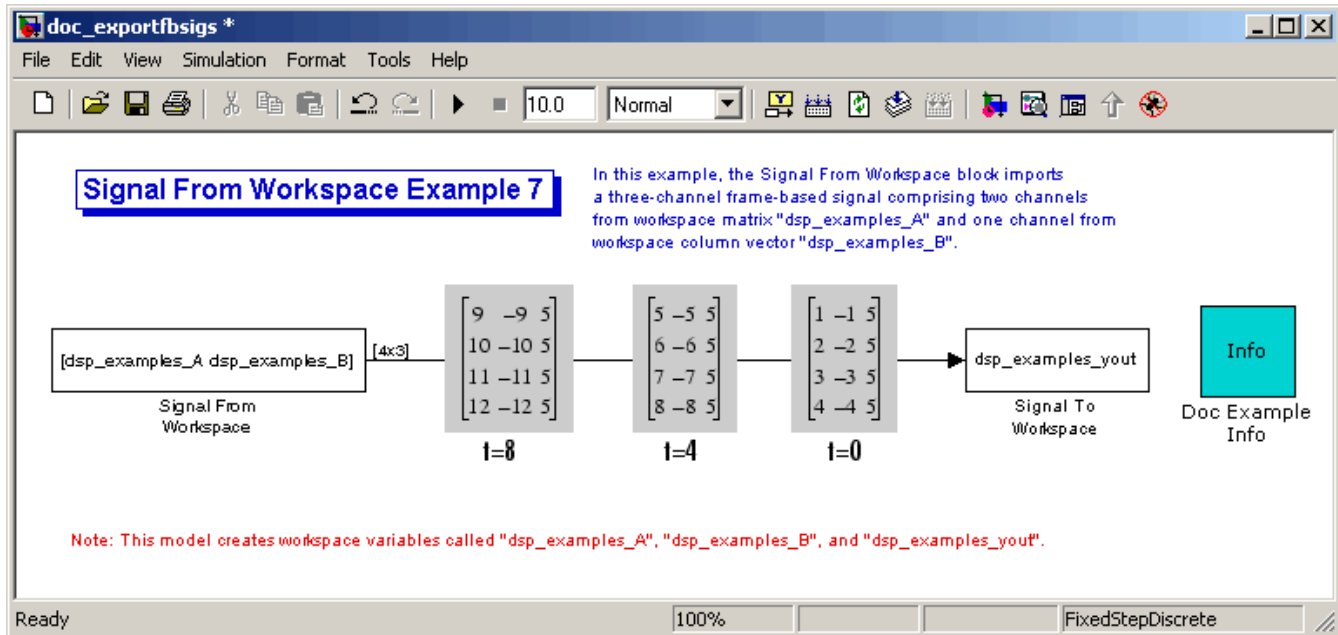 doc_exportfbsigs *
File Edit View Simulation Format Tools Help
10.0 Normal
Signal From Workspace Example 7
In this example, the Signal From Workspace block imports
a three-channel frame-based signal comprising two channels
from workspace matrix "dsp_examples_A" and one channel from
workspace column vector "dsp_examples_B".
[dsp_examples_A dsp_examples_B]
Signal From
Workspace
[4x3]
9 –9 5
10 –10 5
11 –11 5
12 –12 5
t=8
5 –5 5
6 –6 5
7 –7 5
8 –8 5
t=4
1 –1 5
2 –2 5
3 –3 5
4 –4 5
t=0
dsp_examples_yout
Signal To
Workspace
Info
Doc Example
Info
Note: This model creates workspace variables called "dsp_examples_A", "dsp_examples_B", and "dsp_examples_yout".
Ready 100% FixedStepDiscrete